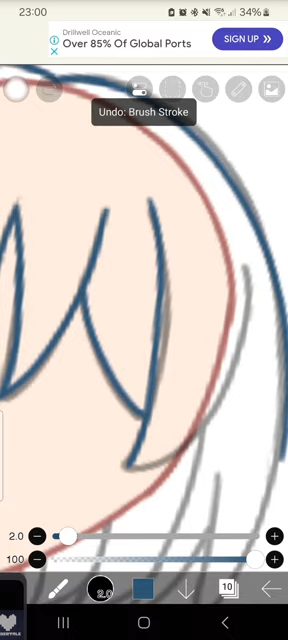 23:00
34%
Drillwell Oceanic
Over 85% Of Global Ports
SIGN UP
Undo: Brush Stroke
2.0
100
2.0
10